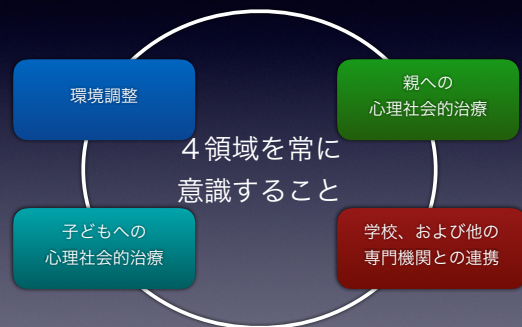 環境調整
親への
心理社会的治療
４領域を常に
意識すること
子どもへの
心理社会的治療
学校、および他の
専門機関との連携